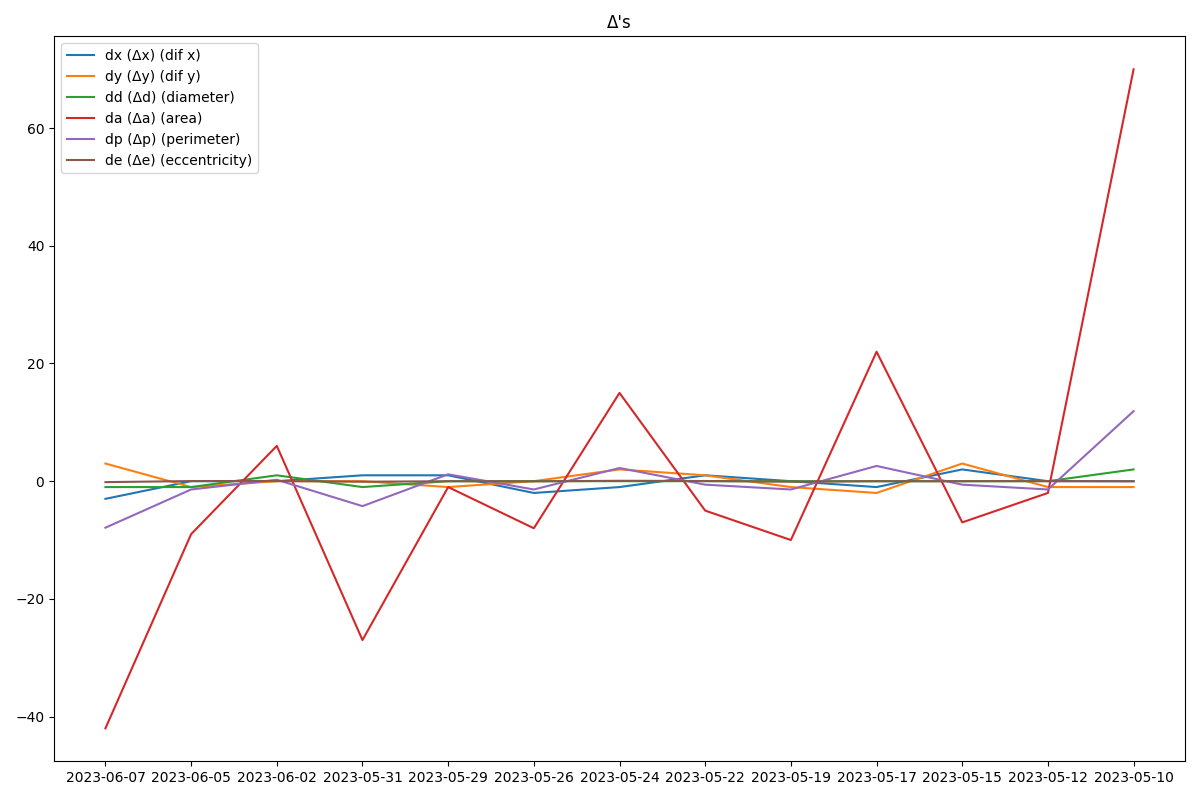 Δ's
dx (Δx) (dif x)
dy (Δy) (dif y)
dd (Δd) (diameter)
da (Δa) (area)
dp (Δp) (perimeter)
de (Δe) (eccentricity)
60
40
20
0
−20
−40
2023-06-07 2023-06-05 2023-06-02 2023-05-31 2023-05-29 2023-05-26 2023-05-24 2023-05-22 2023-05-19 2023-05-17 2023-05-15 2023-05-12 2023-05-10